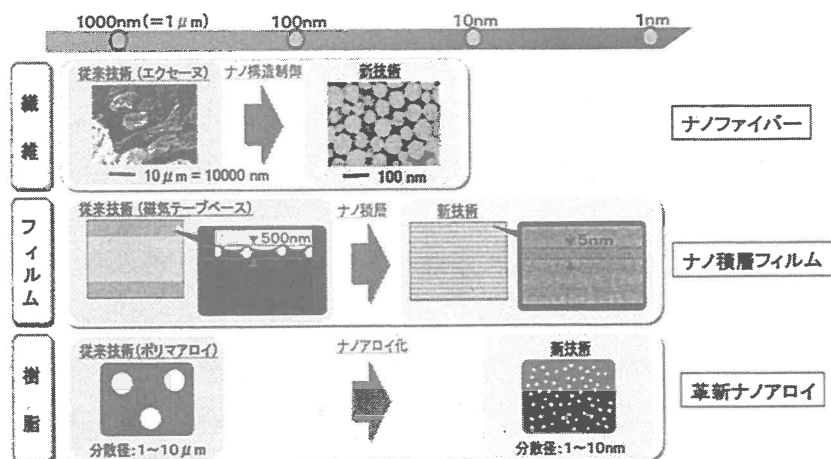 1000nm(=1μm) 100nm 10nm 1nm
繊維
従来技術(エクセーヌ) ナノ構造制御 新技術
10μm=10000 nm 100 nm
ナノファイバー
フィルム
従来技術(磁気テープベース) ナノ積層 新技術
500nm 5nm
ナノ積層フィルム
樹脂
従来技術(ポリマアロイ) ナノアロイ化 新技術
分散径:1~10μm 分散径:1~10nm
革新ナノアロイ